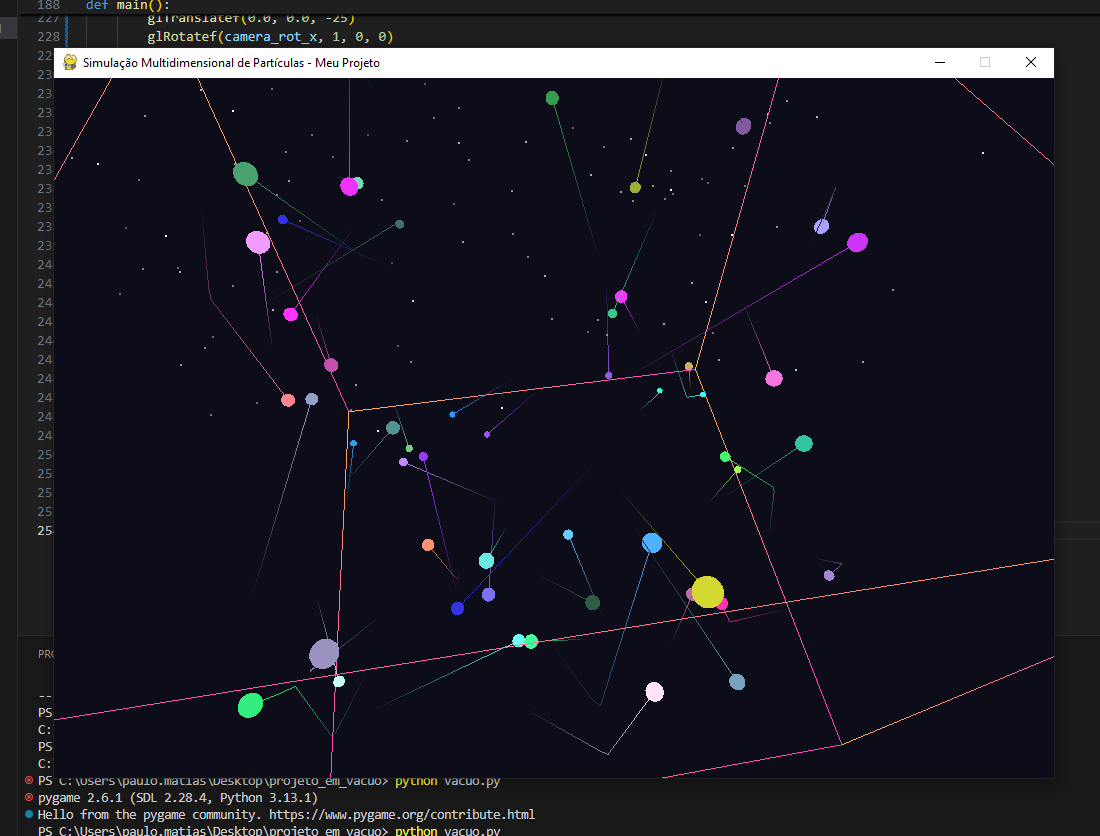 188 def main():
227 glTranslatef(0.0, 0.0, -25)
228 glRotatef(camera_rot_x, 1, 0, 0)
Simulação Multidimensional de Partículas - Meu Projeto
22
23
23
23
23
23
23
23
23
23
23
24
24
24
24
24
24
24
24
24
24
25
25
25
25
25
PRO
--
PS
C:
PS
C:
PS C:\Users\paulo.matias\Desktop\projeto_em_vacuo> python vacuo.py
pygame 2.6.1 (SDL 2.28.4, Python 3.13.1)
Hello from the pygame community. https://www.pygame.org/contribute.html
PS C:\Users\paulo.matias\Desktop\projeto_em_vacuo> python vacuo.py